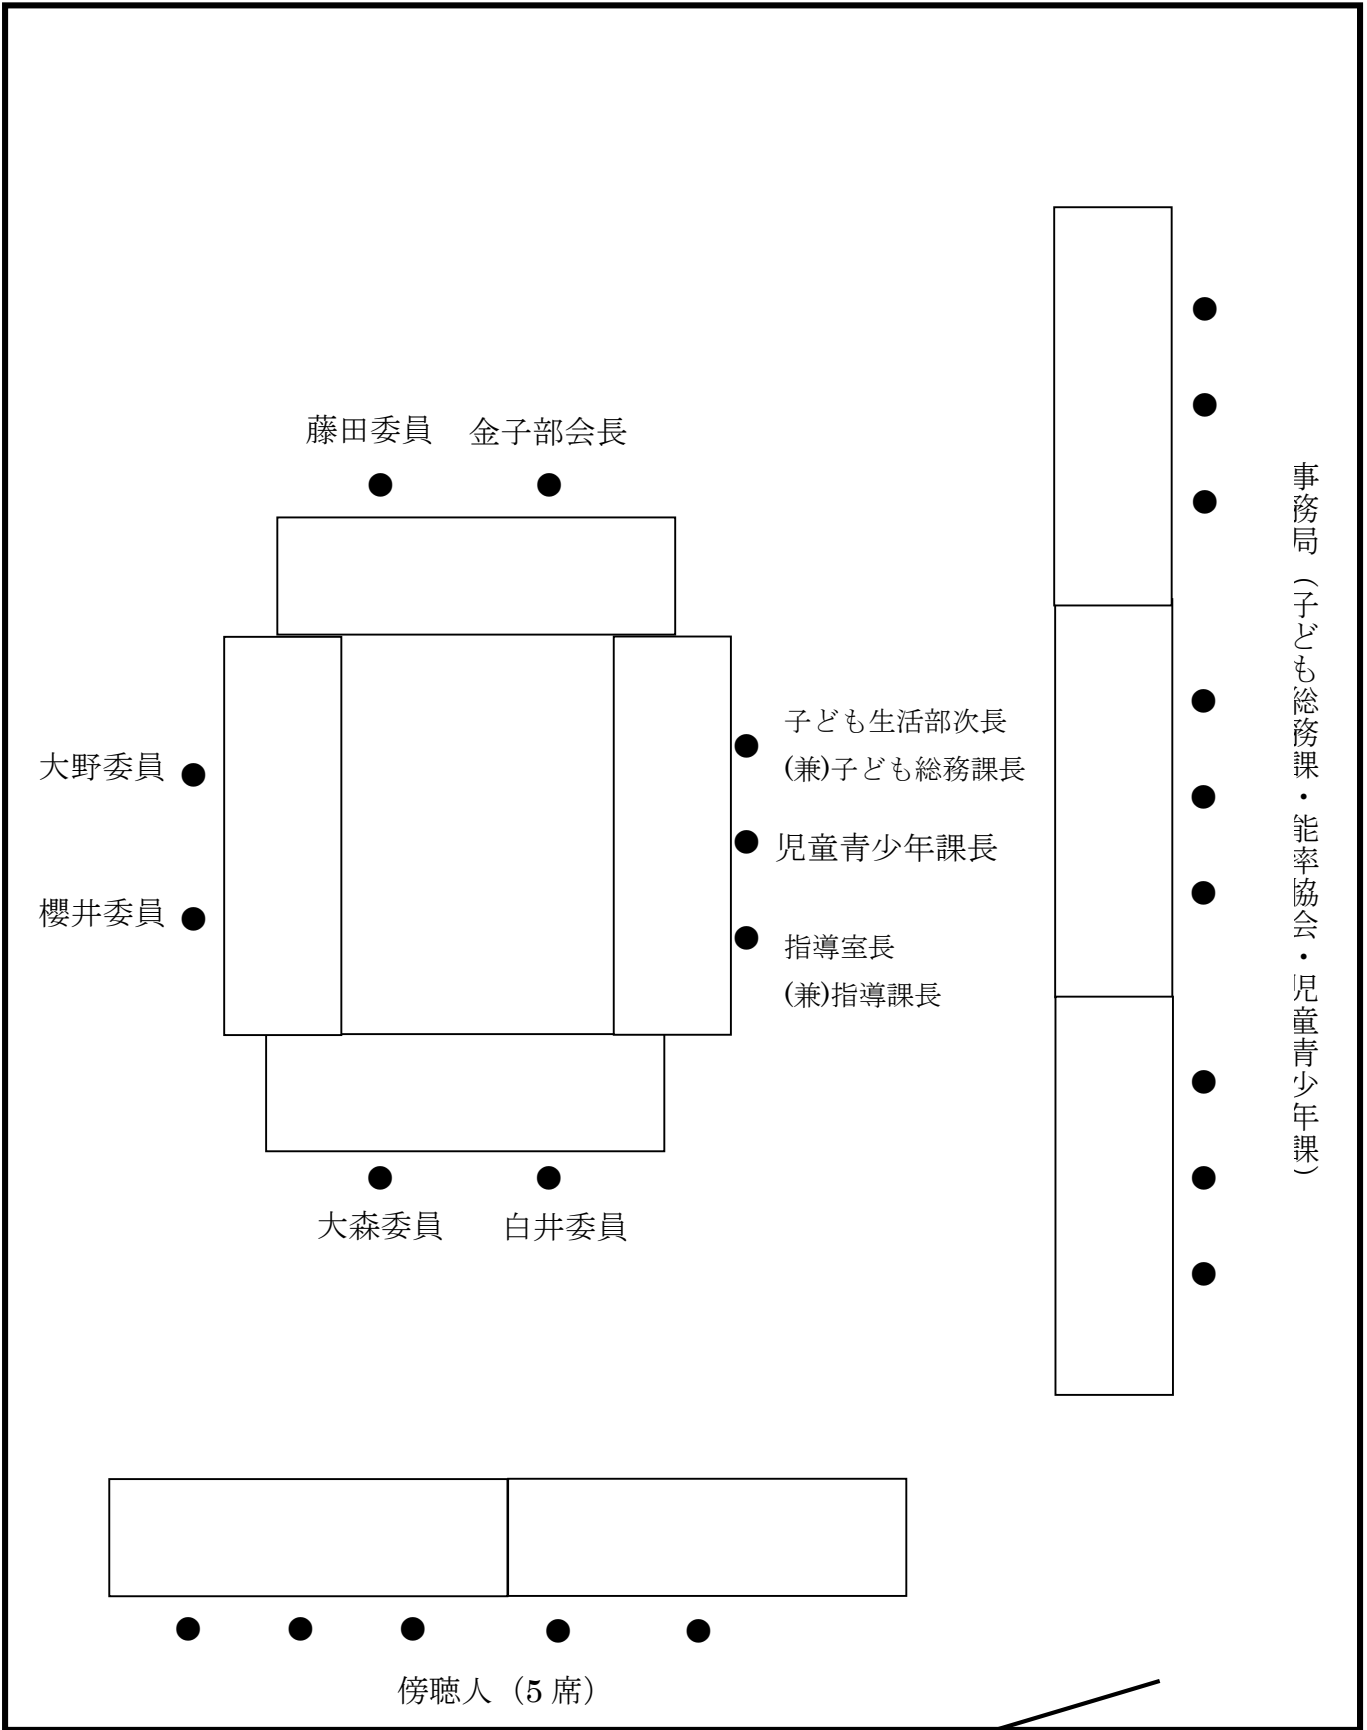 藤田委員 金子部会長
大野委員
櫻井委員
子ども生活部次長
(兼)子ども総務課長
児童青少年課長
指導室長
(兼)指導課長
大森委員 白井委員
事務局（子ども総務課・能率協会・児童青少年課）
傍聴人（5 席）